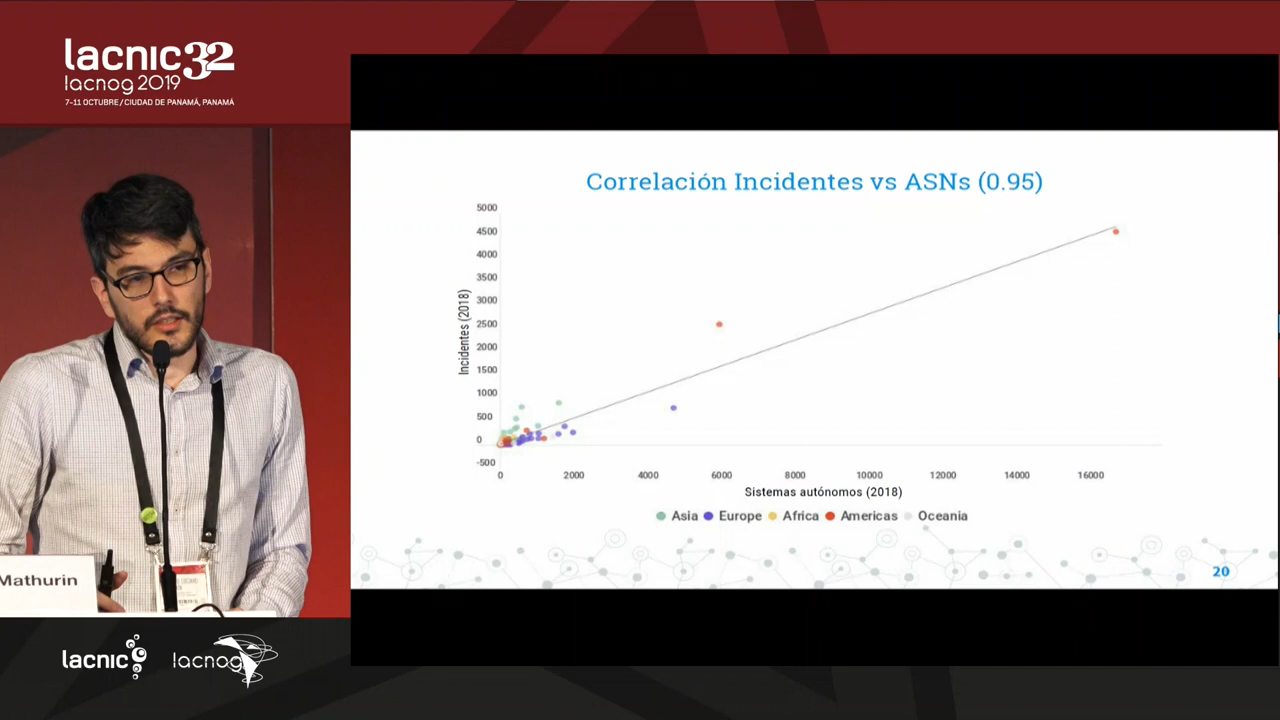 lacnic32
lacnog 2019
7-11 OCTUBRE / CIUDAD DE PANAMÁ, PANAMÁ
Correlación Incidentes vs ASNs (0.95)
5000
4500
4000
3500
3000
2500
2000
1500
1000
500
0
-500
Incidentes (2018)
0 2000 4000 6000 8000 10000 12000 14000 16000
Sistemas autónomos (2018)
Asia Europe Africa Americas Oceania
20
Mathurin
lacnic lacnog